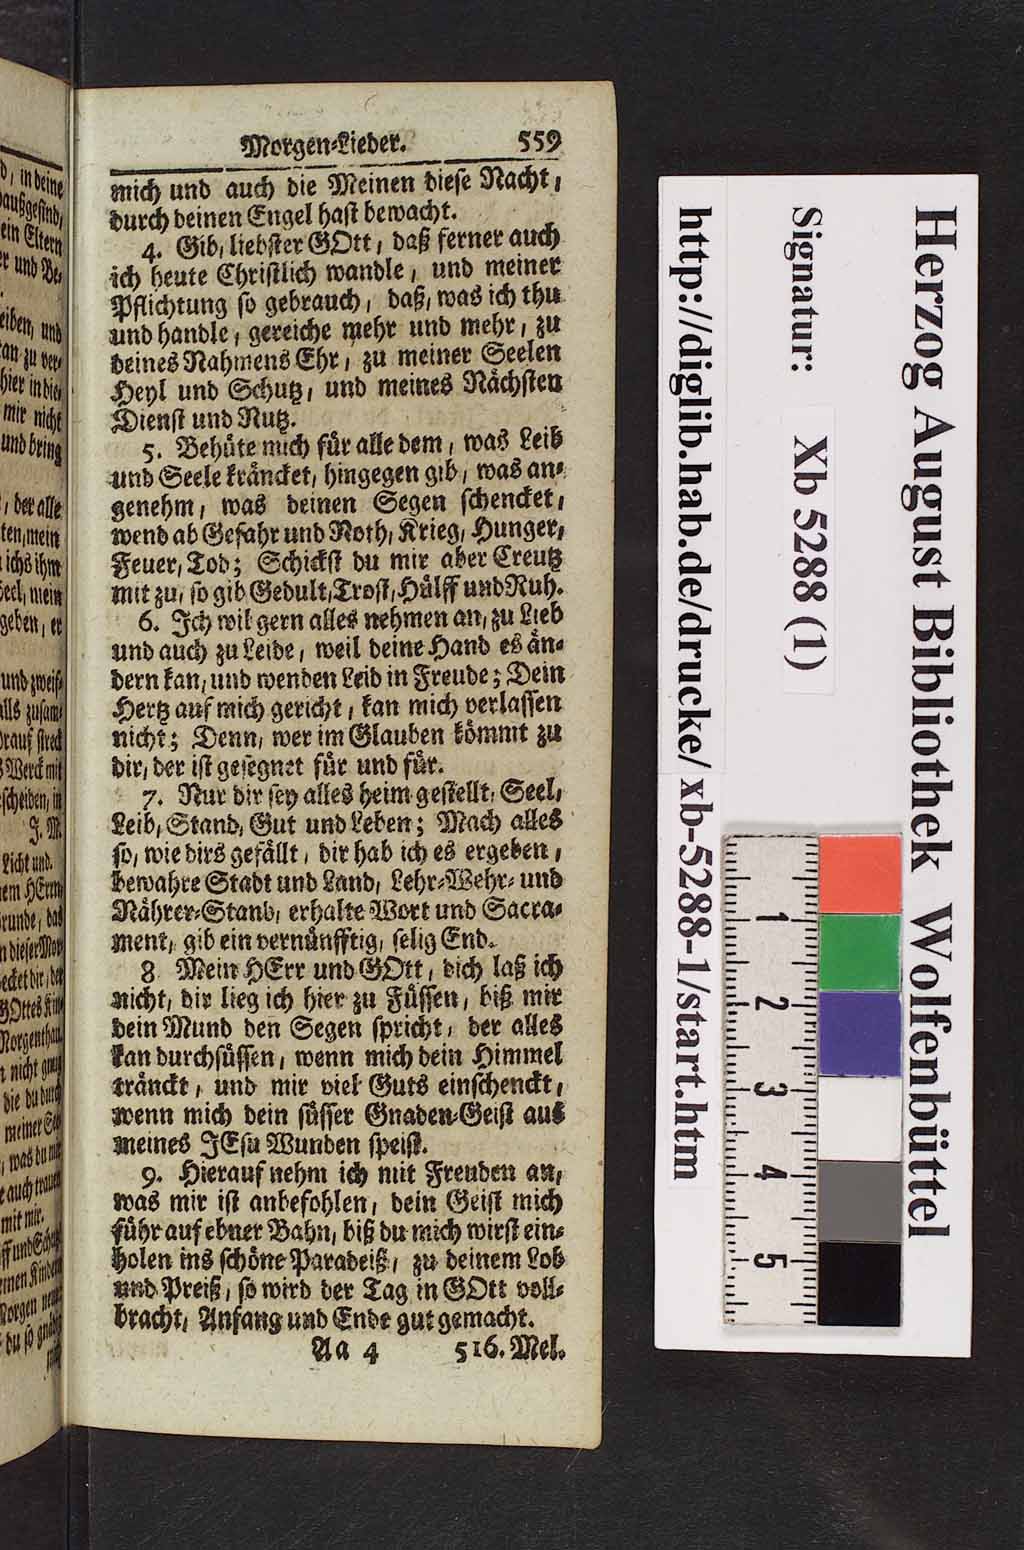 Morgen-Lieder. 559
mich und auch die Meinen diese Nacht,
durch deinen Engel hast bewacht.
4. Gib, liebster GOtt, daß ferner auch
ich heute Christlich wandle, und meiner
Pflichtung so gebrauch, daß, was ich thu
und handle, gereiche mehr und mehr, zu
deines Nahmens Ehr, zu meiner Seelen
Heyl und Schutz, und meines Nächsten
Dienst und Nutz.
5. Behüte mich für alle dem, was Leib
und Seele kräncket, hingegen gib, was an-
genehm, was deinen Segen schencket,
wend ab Gefahr und Noth, Krieg, Hunger,
Feuer, Tod; Schickst du mir aber Creutz
mit zu, so gib Gedult, Trost, Hülff und Ruh.
6. Ich wil gern alles nehmen an, zu Lieb
und auch zu Leide, weil deine Hand es än-
dern kan, und wenden Leid in Freude; Dein
Hertz auf mich gericht, kan mich verlassen
nicht; Denn, wer im Glauben kömmt zu
dir, der ist gesegnet für und für.
7. Nur dir sey alles heim gestellt, Seel,
Leib, Stand, Gut und Leben; Mach alles
so, wie dirs gefällt, dir hab ich es ergeben,
bewahre Stadt und Land, Lehr-Wehr- und
Nährer-Stand, erhalte Wort und Sacra-
ment, gib ein vernünfftig, selig End.
8 Mein HErr und GOtt, dich laß ich
nicht, dir lieg ich hier zu Füssen, biß mir
dein Mund den Segen spricht, der alles
kan durchsüssen, wenn mich dein Himmel
tränckt, und mir viel Guts einschenckt,
wenn mich dein süsser Gnaden-Geist aus
meines JEsu Wunden speist.
9. Hierauf nehm ich mit Freuden an,
was mir ist anbefohlen, dein Geist mich
führ auf ebner Bahn, biß du mich wirst ein-
holen ins schöne Paradeiß, zu deinem Lob
und Preiß, so wird der Tag in GOtt voll-
bracht, Anfang und Ende gut gemacht.
Aa 4 516. Mel.
Herzog August Bibliothek Wolfenbüttel
Signatur: Xb 5288 (1)
http://diglib.hab.de/drucke/ xb-5288-1/start.htm
1
2
3
4
5